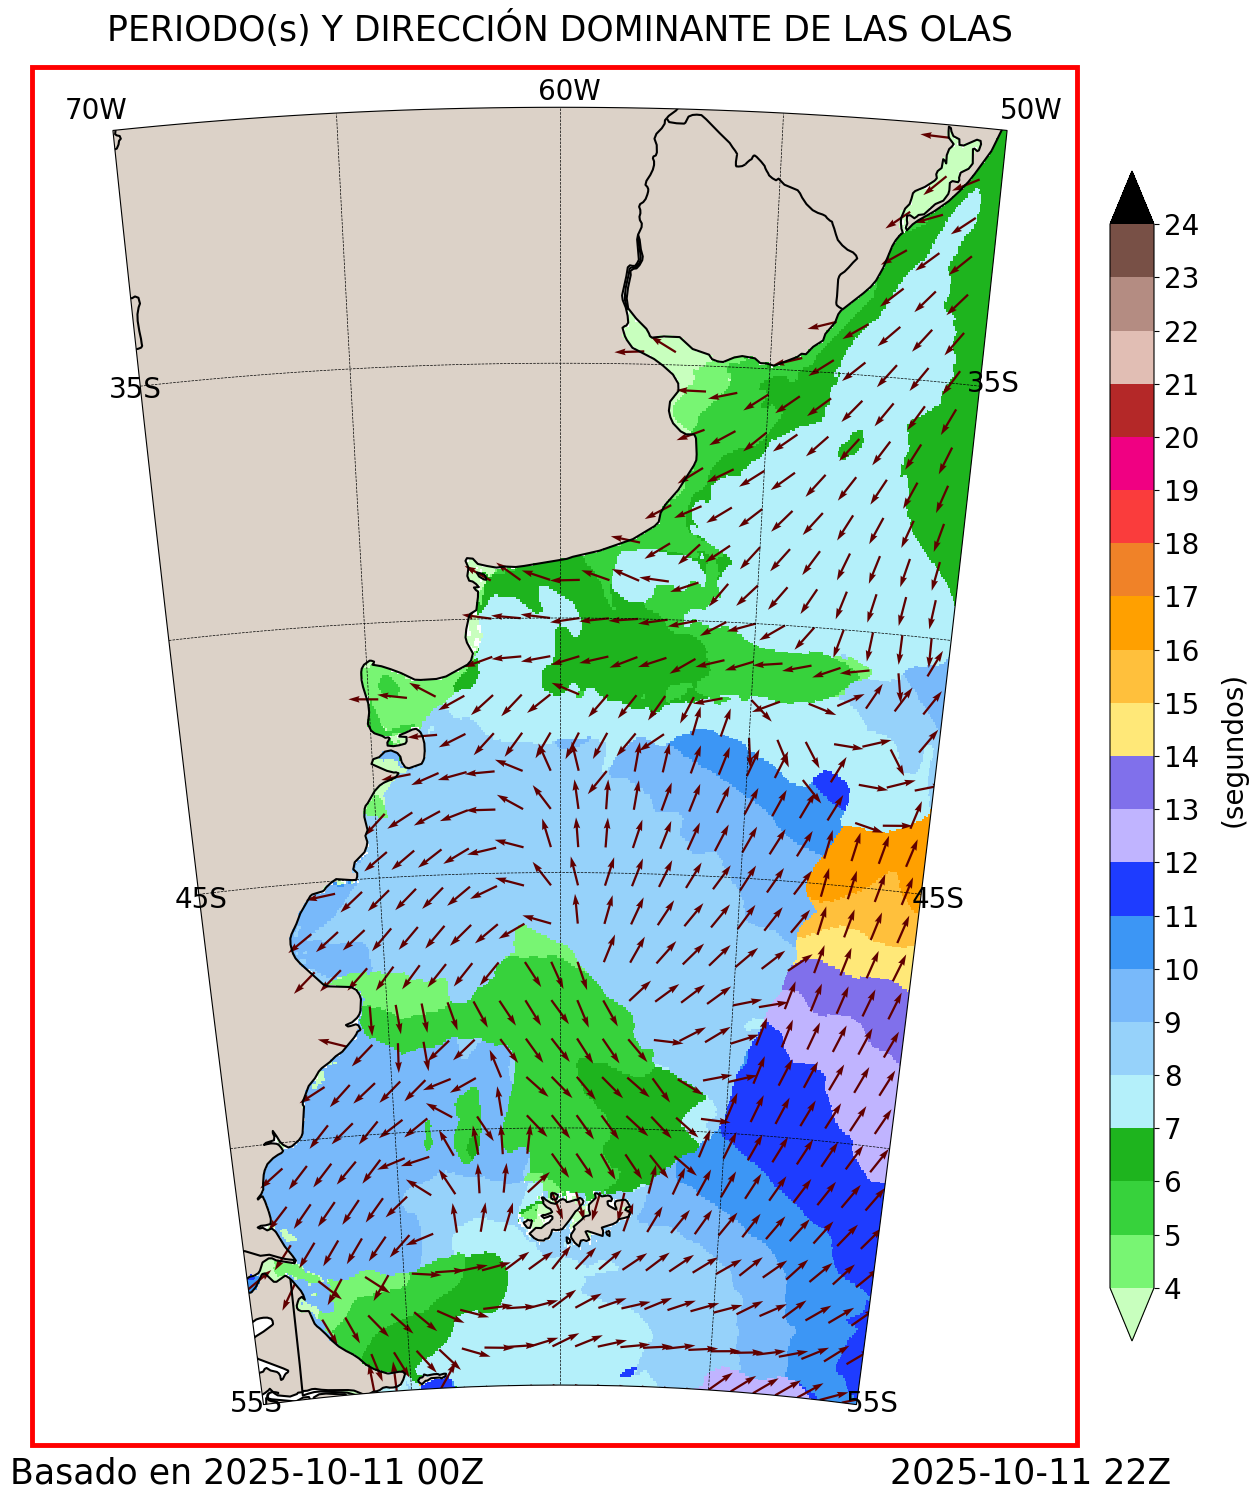 PERIODO(s) Y DIRECCIÓN DOMINANTE DE LAS OLAS
70W
60W
50W
35S
35S
45S
45S
55S
55S
24
23
22
21
20
19
18
17
16
15
14
13
12
11
10
9
8
7
6
5
4
(segundos)
Basado en 2025-10-11 00Z
2025-10-11 22Z